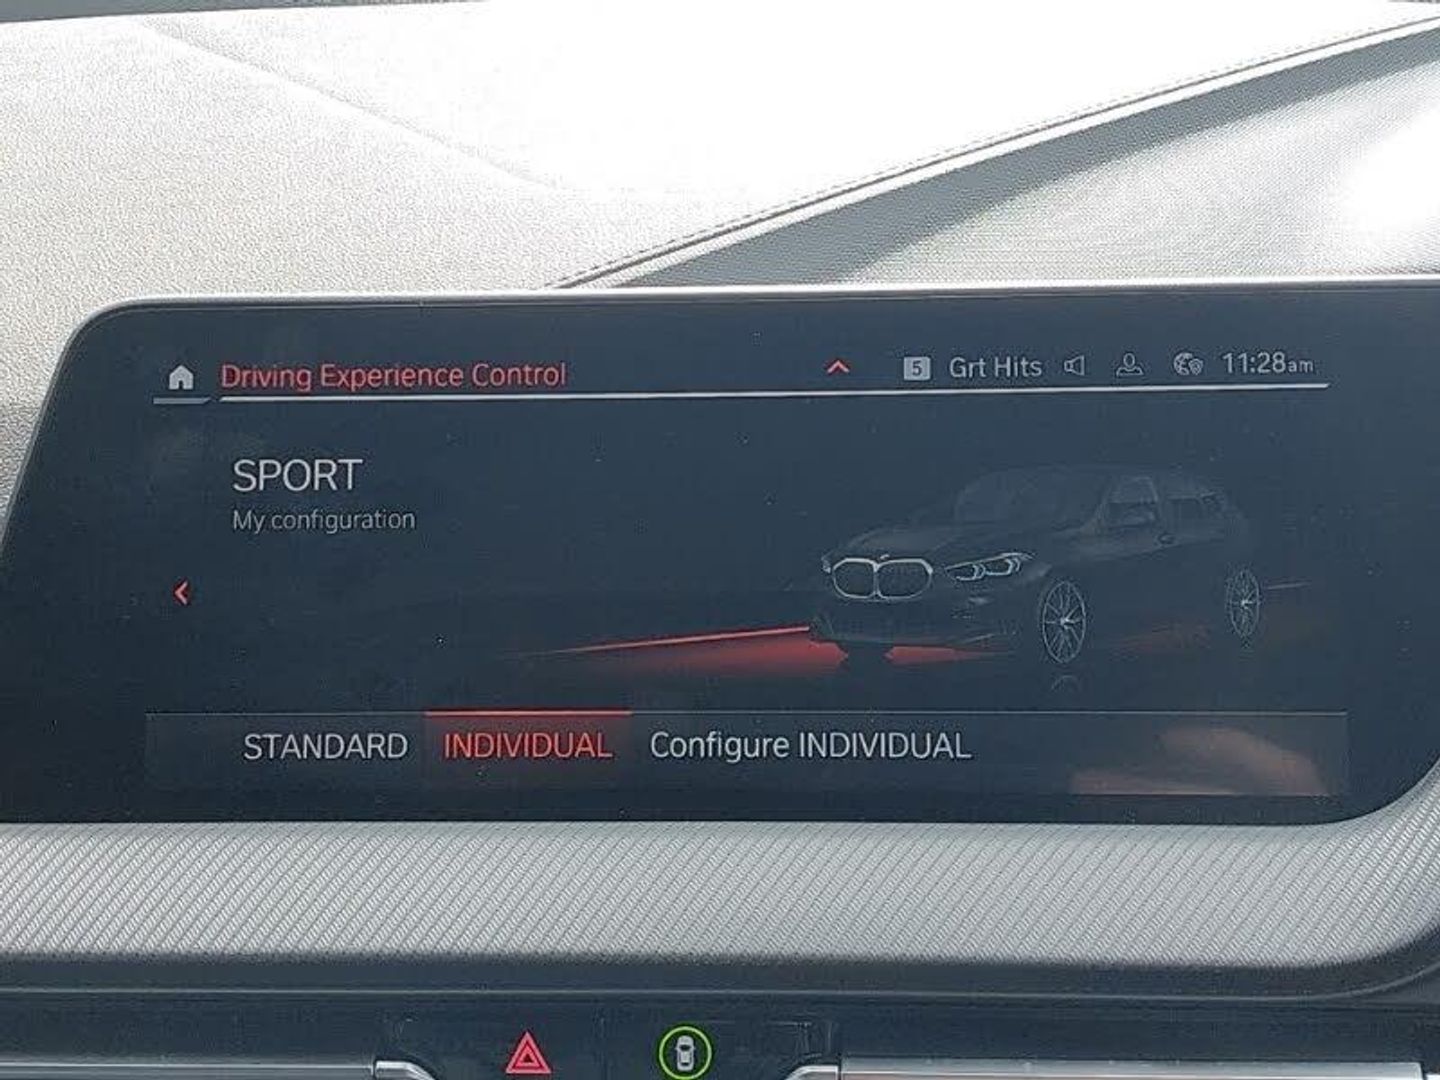 Driving Experience Control
5 Grt Hits 11:28am
SPORT
My configuration
STANDARD INDIVIDUAL Configure INDIVIDUAL